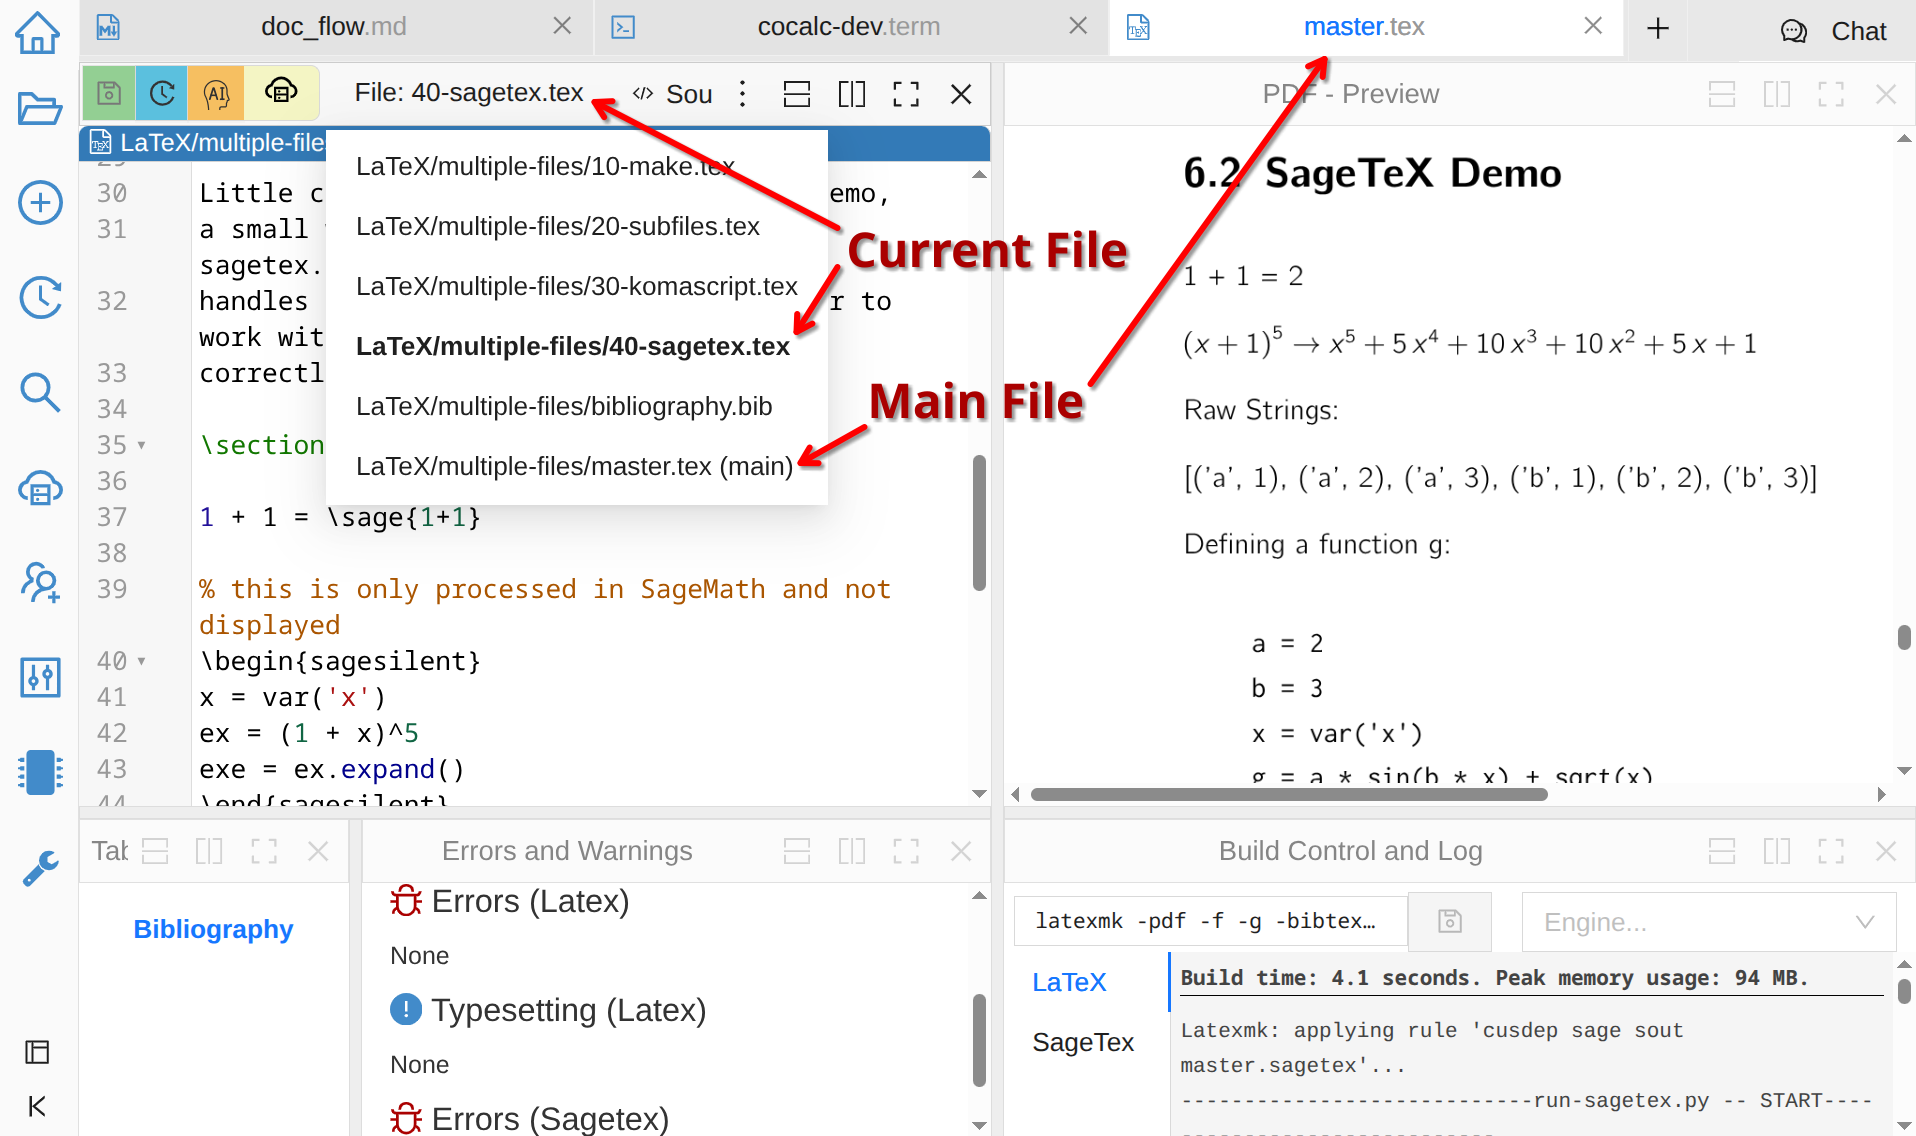 doc_flow.md
cocalc-dev.term
master.tex
Chat
AI
File: 40-sagetex.tex
Sou
PDF - Preview
LaTeX/multiple-file
LaTeX/multiple-files/10-make.tex
LaTeX/multiple-files/20-subfiles.tex
LaTeX/multiple-files/30-komascript.tex
LaTeX/multiple-files/40-sagetex.tex
LaTeX/multiple-files/bibliography.bib
LaTeX/multiple-files/master.tex (main)
Current File
Main File
29
30 Little c emo,
31 a small
sagetex.
32 handles r to
work wit
33 correctl
34
35 \section
36
37 1 + 1 = \sage{1+1}
38
39 % this is only processed in SageMath and not
displayed
40 \begin{sagesilent}
41 x = var('x')
42 ex = (1 + x)^5
43 exe = ex.expand()
44 \end{sagesilent}
6.2 SageTeX Demo
1 + 1 = 2
(x + 1)^5 → x^5 + 5 x^4 + 10 x^3 + 10 x^2 + 5 x + 1
Raw Strings:
[('a', 1), ('a', 2), ('a', 3), ('b', 1), ('b', 2), ('b', 3)]
Defining a function g:
a = 2
b = 3
x = var('x')
g = a * sin(b * x) + sqrt(x)
Tab
Bibliography
Errors and Warnings
Errors (Latex)
None
Typesetting (Latex)
None
Errors (Sagetex)
Build Control and Log
latexmk -pdf -f -g -bibtex…
Engine...
LaTeX
SageTex
Build time: 4.1 seconds. Peak memory usage: 94 MB.
Latexmk: applying rule 'cusdep sage sout
master.sagetex'...
----------------------------run-sagetex.py -- START----
-------------------------